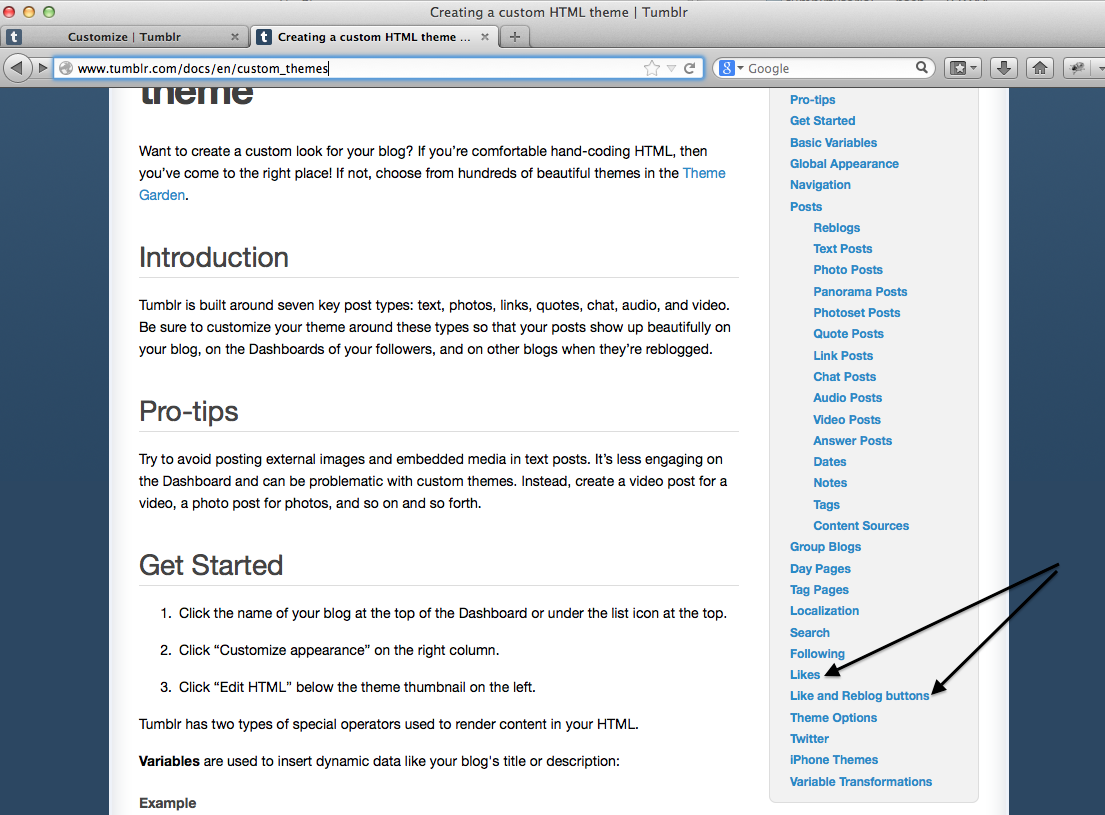 Creating a custom HTML theme | Tumblr
t Customize | Tumblr
t Creating a custom HTML theme ...
www.tumblr.com/docs/en/custom_themes
8 Google
theme
Want to create a custom look for your blog? If you’re comfortable hand-coding HTML, then
you’ve come to the right place! If not, choose from hundreds of beautiful themes in the Theme
Garden.
Introduction
Tumblr is built around seven key post types: text, photos, links, quotes, chat, audio, and video.
Be sure to customize your theme around these types so that your posts show up beautifully on
your blog, on the Dashboards of your followers, and on other blogs when they’re reblogged.
Pro-tips
Try to avoid posting external images and embedded media in text posts. It’s less engaging on
the Dashboard and can be problematic with custom themes. Instead, create a video post for a
video, a photo post for photos, and so on and so forth.
Get Started
1. Click the name of your blog at the top of the Dashboard or under the list icon at the top.
2. Click “Customize appearance” on the right column.
3. Click “Edit HTML” below the theme thumbnail on the left.
Tumblr has two types of special operators used to render content in your HTML.
Variables are used to insert dynamic data like your blog's title or description:
Example
Pro-tips
Get Started
Basic Variables
Global Appearance
Navigation
Posts
Reblogs
Text Posts
Photo Posts
Panorama Posts
Photoset Posts
Quote Posts
Link Posts
Chat Posts
Audio Posts
Video Posts
Answer Posts
Dates
Notes
Tags
Content Sources
Group Blogs
Day Pages
Tag Pages
Localization
Search
Following
Likes
Like and Reblog buttons
Theme Options
Twitter
iPhone Themes
Variable Transformations